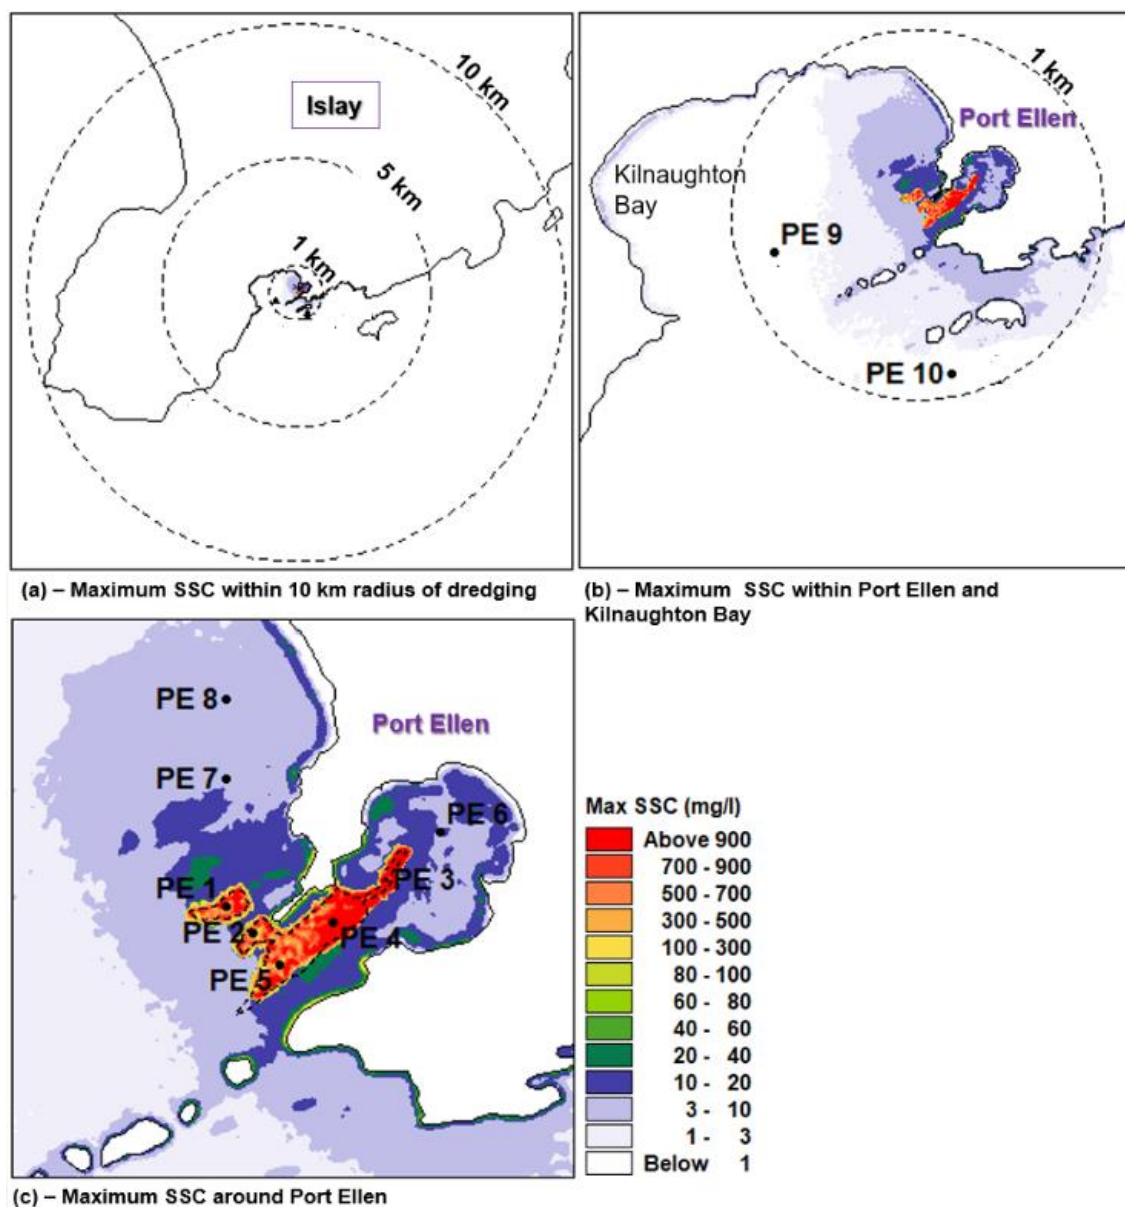 10 km
Islay
5 km
1 km
(a) – Maximum SSC within 10 km radius of dredging
1 km
Port Ellen
Kilnaughton
Bay
PE 9
PE 10
(b) – Maximum SSC within Port Ellen and
Kilnaughton Bay
PE 8
Port Ellen
PE 7
PE 6
PE 3
PE 1
PE 2
PE 4
PE 5
(c) – Maximum SSC around Port Ellen
Max SSC (mg/l)
Above 900
700 - 900
500 - 700
300 - 500
100 - 300
80 - 100
60 - 80
40 - 60
20 - 40
10 - 20
3 - 10
1 - 3
Below 1